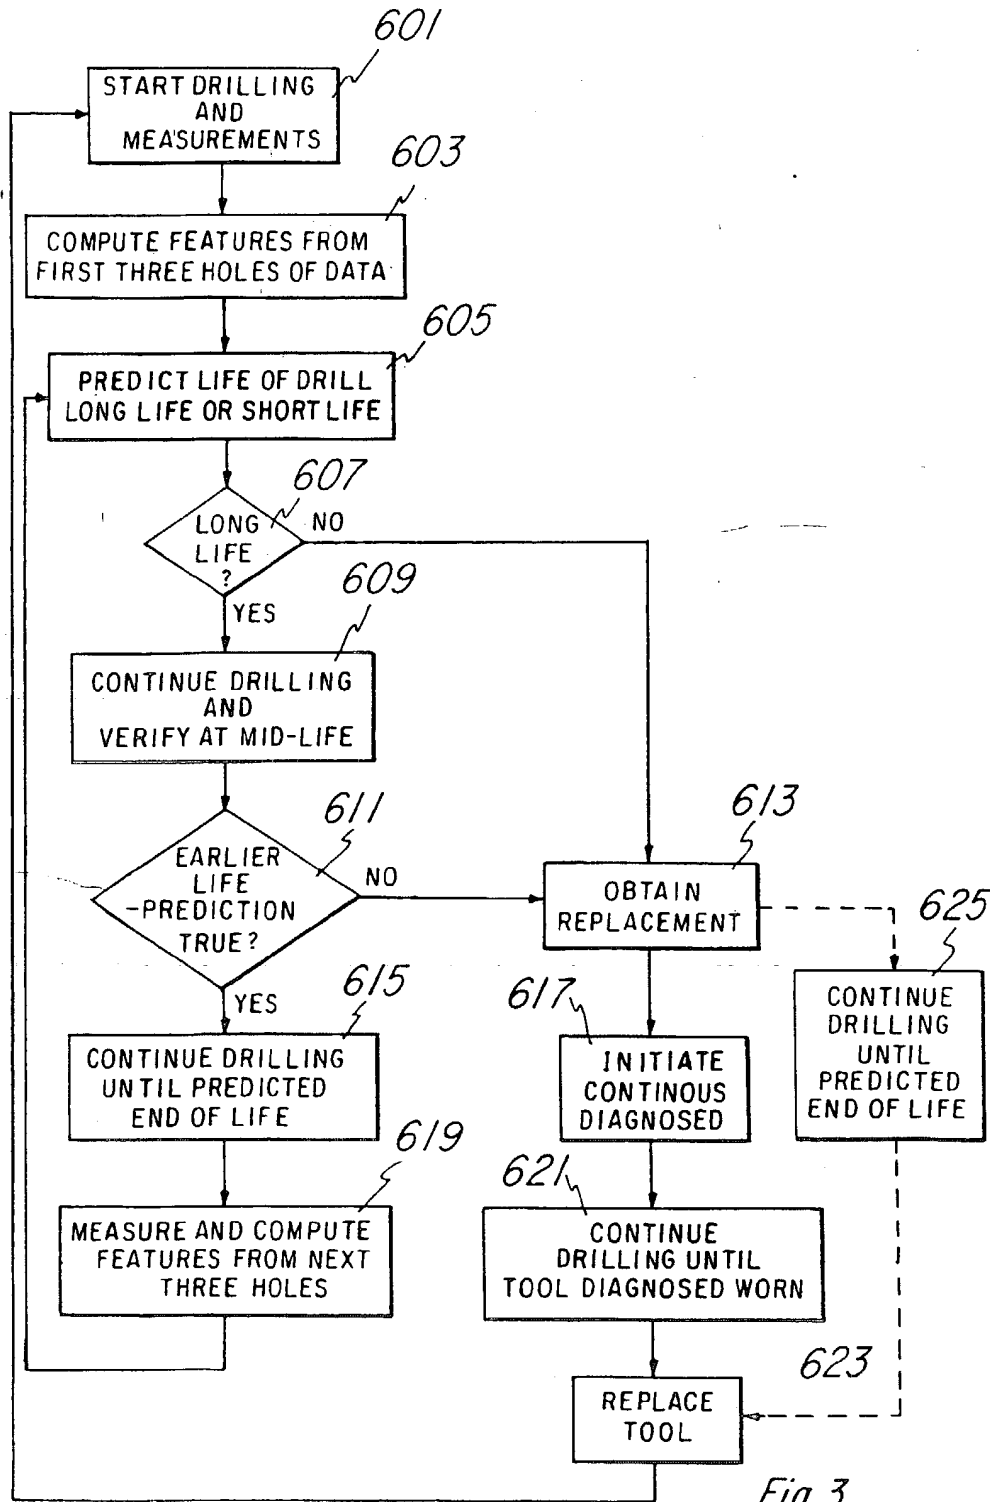 601
START DRILLING
AND
MEASUREMENTS
603
COMPUTE FEATURES FROM
FIRST THREE HOLES OF DATA
605
PREDICT LIFE OF DRILL
LONG LIFE OR SHORT LIFE
607
LONG
LIFE
?
NO
YES
609
CONTINUE DRILLING
AND
VERIFY AT MID-LIFE
611
EARLIER
LIFE
-PREDICTION
TRUE?
NO
YES
613
OBTAIN
REPLACEMENT
615
CONTINUE DRILLING
UNTIL PREDICTED
END OF LIFE
617
INITIATE
CONTINOUS
DIAGNOSED
625
CONTINUE
DRILLING
UNTIL
PREDICTED
END OF LIFE
619
MEASURE AND COMPUTE
FEATURES FROM NEXT
THREE HOLES
621
CONTINUE
DRILLING UNTIL
TOOL DIAGNOSED WORN
623
REPLACE
TOOL
Fig 3